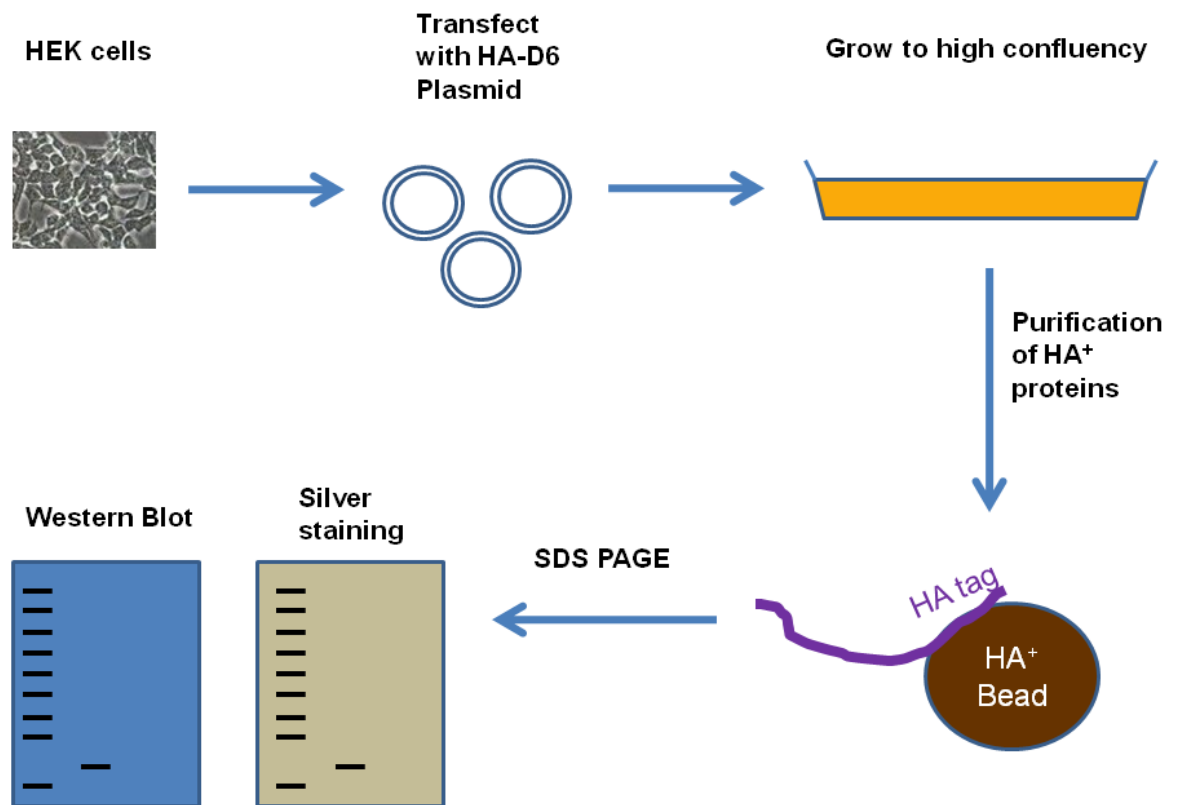 HEK cells
Transfect
with HA-D6
Plasmid
Grow to high confluency
Purification
of HA⁺
proteins
HA tag
HA⁺
Bead
SDS PAGE
Silver
staining
Western Blot